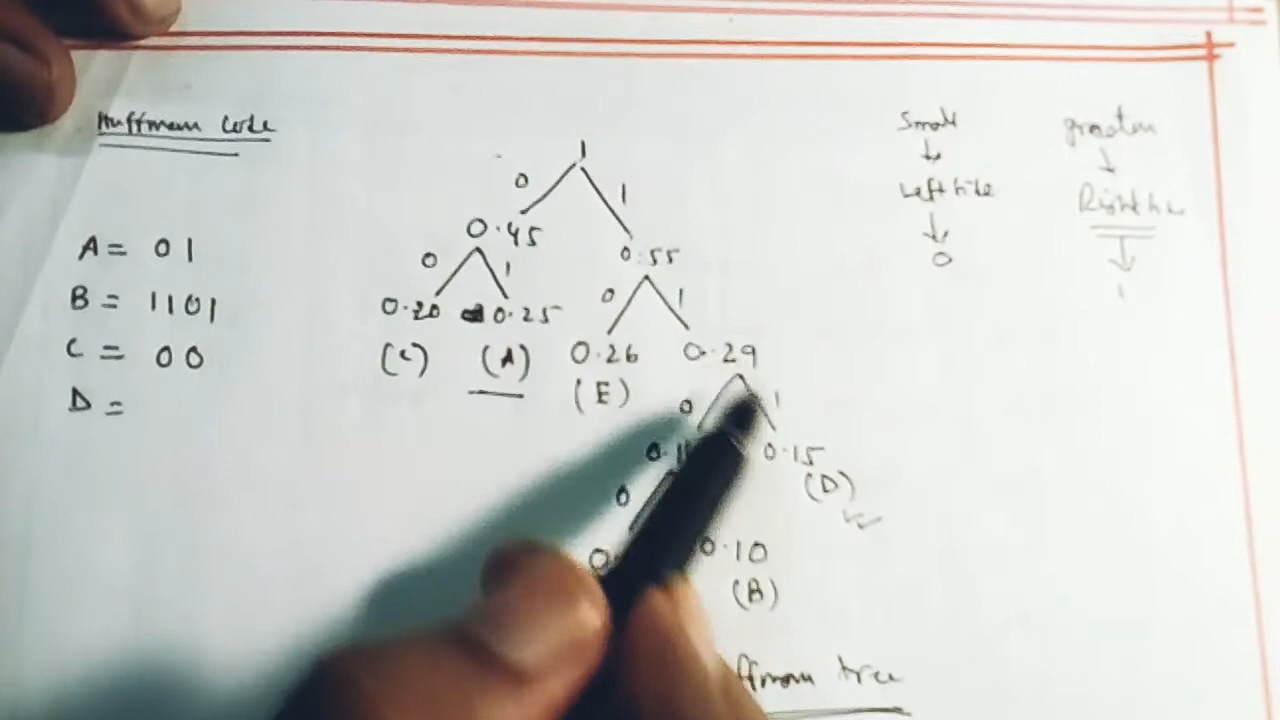 Huffman Code
A = 01
B = 1101
C = 00
D =
1
0 1
0.45 0.55
0 1 0 1
0.20 0.25 0.26 0.29
(C) (A) (E)
0 1
0.15
(D)
0
0.10
(B)
tree
Small
↓
Left side
↓
0
greater
↓
Right
↓
1